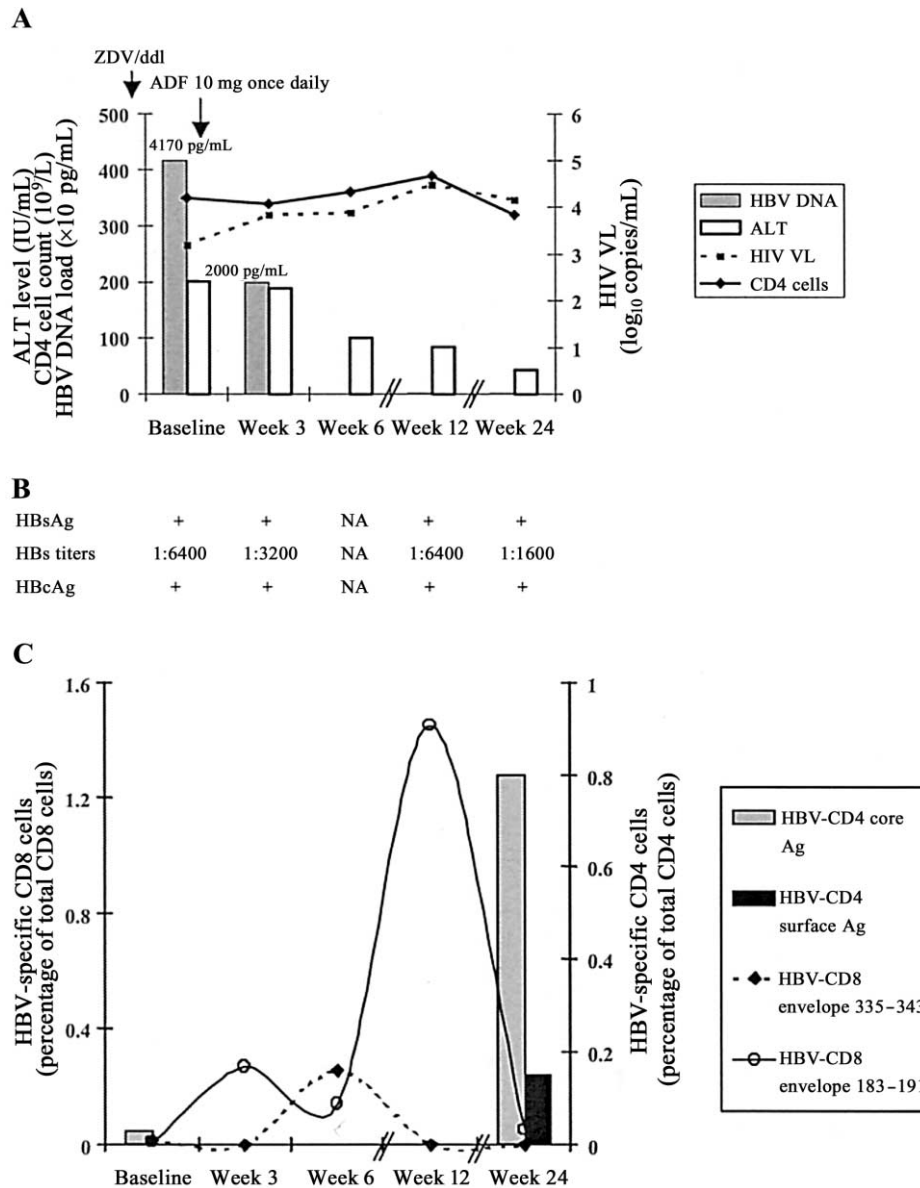 A
ZDV/ddl
ADF 10 mg once daily
ALT level (IU/mL)
CD4 cell count (10⁹/L)
HBV DNA load (×10 pg/mL)
500
400
300
200
100
0
4170 pg/mL
2000 pg/mL
6
5
4
3
2
1
0
HIV VL
(log₁₀ copies/mL)
HBV DNA
ALT
HIV VL
CD4 cells
Baseline Week 3 Week 6 Week 12 Week 24
B
HBsAg + + NA + +
HBs titers 1:6400 1:3200 NA 1:6400 1:1600
HBcAg + + NA + +
C
HBV-specific CD8 cells
(percentage of total CD8 cells)
1.6
1.2
0.8
0.4
0
1
0.8
0.6
0.4
0.2
0
HBV-specific CD4 cells
(percentage of total CD4 cells)
HBV-CD4 core
Ag
HBV-CD4
surface Ag
HBV-CD8
envelope 335–343
HBV-CD8
envelope 183–191
Baseline Week 3 Week 6 Week 12 Week 24